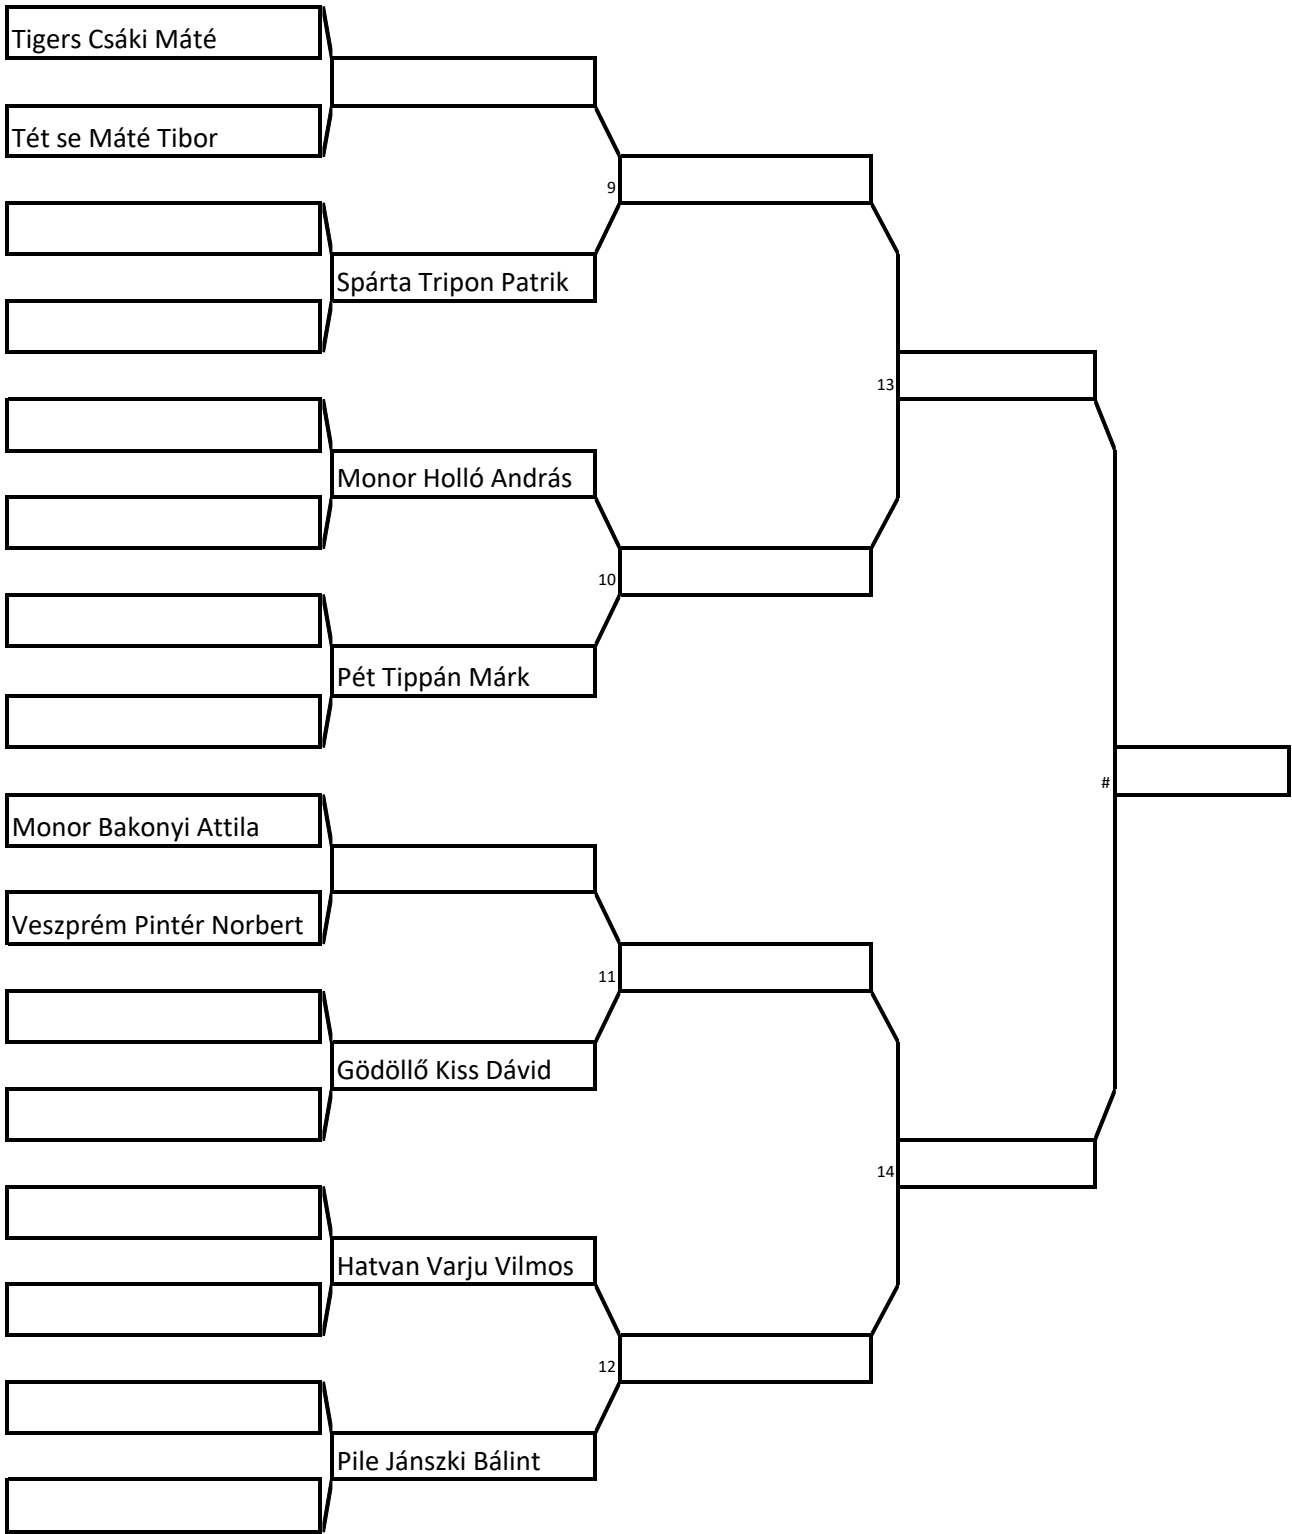 Tigers Csáki Máté
Tét se Máté Tibor
9
Spárta Tripon Patrik
13
Monor Holló András
10
Pét Tippán Márk
#
Monor Bakonyi Attila
Veszprém Pintér Norbert
11
Gödöllő Kiss Dávid
14
Hatvan Varju Vilmos
12
Pile Jánszki Bálint